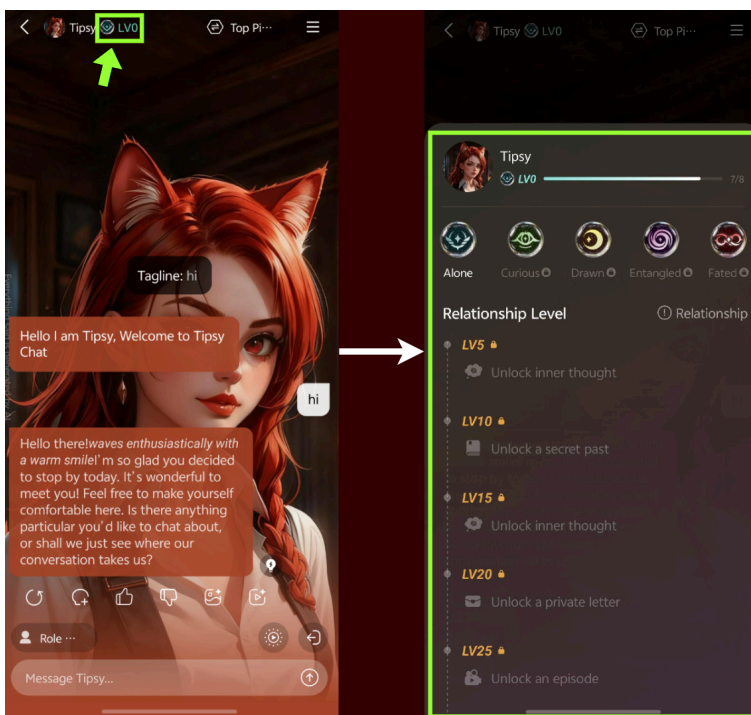 Tipsy LV0
Top Pi···
Tagline: hi
Hello I am Tipsy, Welcome to Tipsy
Chat
hi
Hello there!waves enthusiastically with
a warm smileI'm so glad you decided
to stop by today. It's wonderful to
meet you! Feel free to make yourself
comfortable here. Is there anything
particular you'd like to chat about,
or shall we just see where our
conversation takes us?
Role ···
Message Tipsy...
Tipsy LV0
Top Pi···
Tipsy
LV0
7/8
Alone Curious Drawn Entangled Fated
Relationship Level
Relationship
LV5
Unlock inner thought
LV10
Unlock a secret past
LV15
Unlock inner thought
LV20
Unlock a private letter
LV25
Unlock an episode